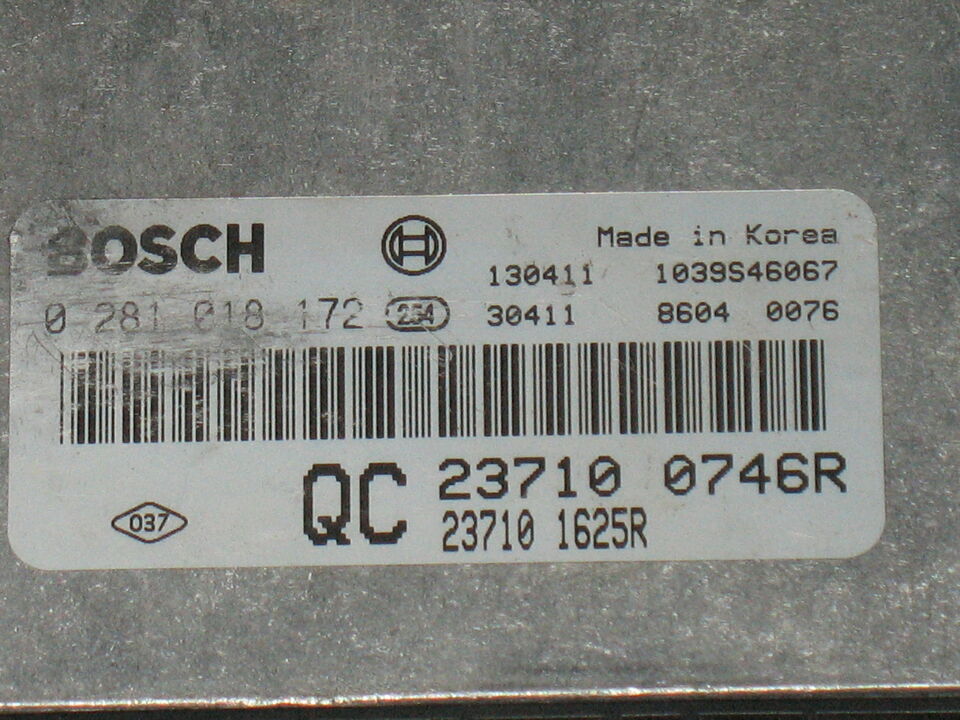 BOSCH
Made in Korea
130411 1039S46067
0 281 018 172 254 30411 8604 0076
QC 23710 0746R
037 23710 1625R